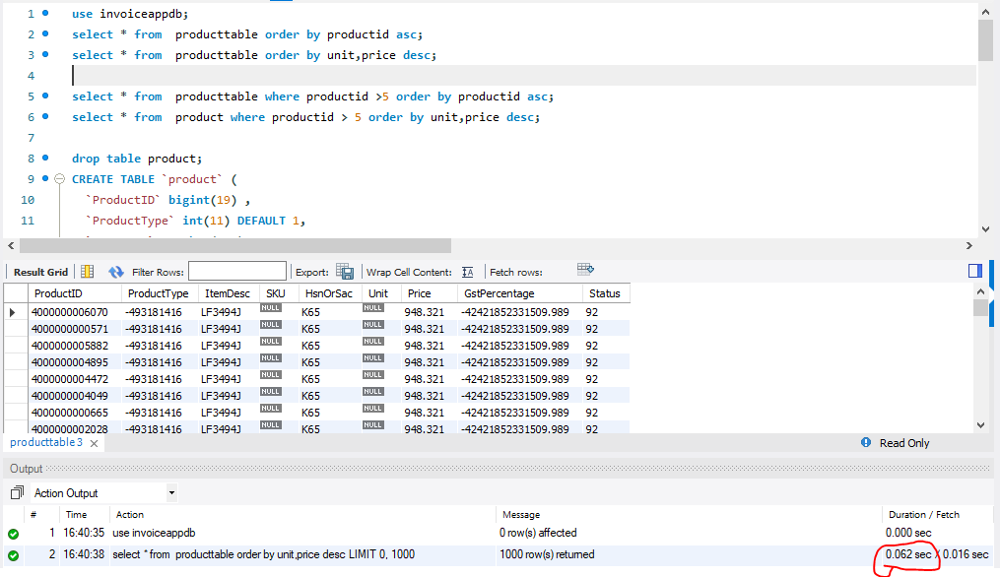 1 use invoiceappdb;
2 select * from producttable order by productid asc;
3 select * from producttable order by unit,price desc;
4
5 select * from producttable where productid >5 order by productid asc;
6 select * from product where productid > 5 order by unit,price desc;
7
8 drop table product;
9 CREATE TABLE `product` (
10 `ProductID` bigint(19) ,
11 `ProductType` int(11) DEFAULT 1,
Result Grid Filter Rows: Export: Wrap Cell Content: IA Fetch rows:
ProductID ProductType ItemDesc SKU HsnOrSac Unit Price GstPercentage Status
4000000006070 -493181416 LF3494J NULL K65 NULL 948.321 -42421852331509.989 92
4000000000571 -493181416 LF3494J NULL K65 NULL 948.321 -42421852331509.989 92
4000000005882 -493181416 LF3494J NULL K65 NULL 948.321 -42421852331509.989 92
4000000004895 -493181416 LF3494J NULL K65 NULL 948.321 -42421852331509.989 92
4000000004472 -493181416 LF3494J NULL K65 NULL 948.321 -42421852331509.989 92
4000000004049 -493181416 LF3494J NULL K65 NULL 948.321 -42421852331509.989 92
4000000000665 -493181416 LF3494J NULL K65 NULL 948.321 -42421852331509.989 92
4000000002028 -493181416 LF3494J NULL K65 NULL 948.321 -42421852331509.989 92
producttable 3 Read Only
Output
Action Output
# Time Action Message Duration / Fetch
1 16:40:35 use invoiceappdb 0 row(s) affected 0.000 sec
2 16:40:38 select * from producttable order by unit,price desc LIMIT 0, 1000 1000 row(s) returned 0.062 sec / 0.016 sec